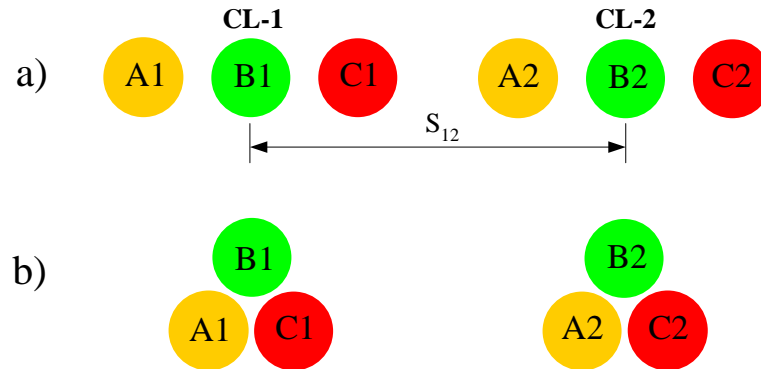 CL-1 CL-2
a) A1 B1 C1 A2 B2 C2
S12
b) B1 B2
A1 C1 A2 C2